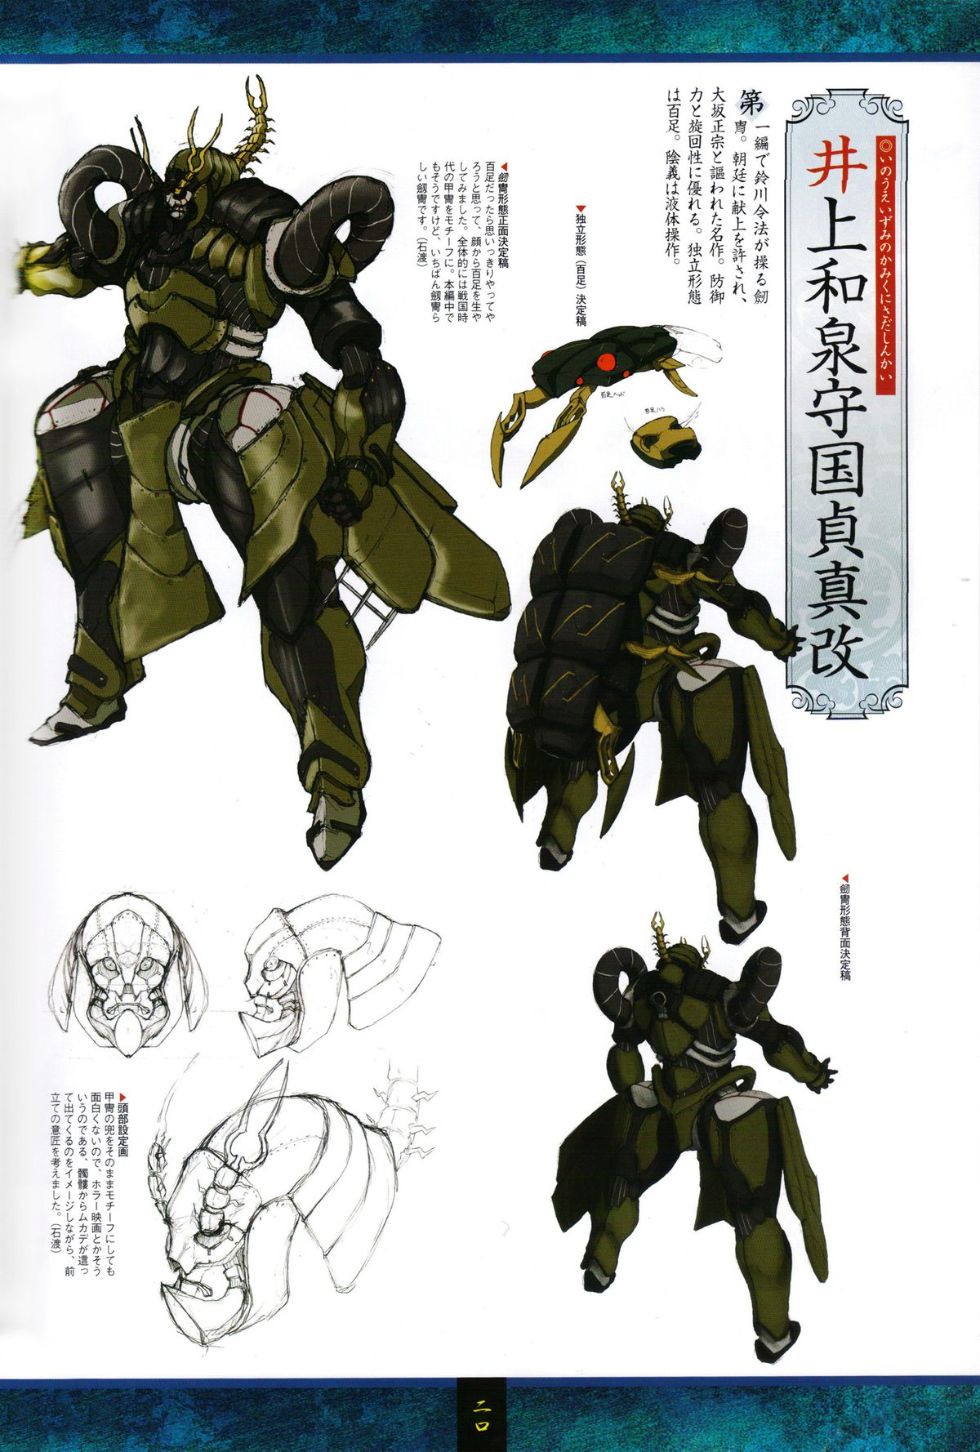 井上和泉守国貞真改
◎いのうえいずみのかみくにさだしんかい
第一編で鈴川令法が操る劒
冑。朝廷に献上を許され、
大坂正宗と謳われた名作。防御
力と旋回性に優れる。独立形態
は百足。陰義は液体操作。
▼独立形態（百足）決定稿
◀劒冑形態正面決定稿
百足だったら思いっきりやってや
ろうと思って、顔から百足を生や
してみました。全体的には戦国時
代の甲冑をモチーフに。本編中で
もそうですけど、いちばん劒冑ら
しい劒冑です。（石渡）
◀劒冑形態背面決定稿
▶頭部設定画
甲冑の兜をそのままモチーフにしても
面白くないので、ホラー映画とかそう
いうのである、髑髏からムカデが這っ
て出てくるのをイメージしながら、前
立ての意匠を考えました。（石渡）
二〇